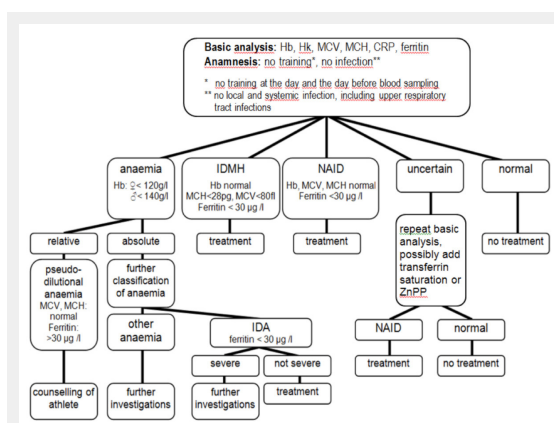 Basic analysis: Hb, Hk, MCV, MCH, CRP, ferritin
Anamnesis: no training*, no infection**
* no training at the day and the day before blood sampling
** no local and systemic infection, including upper respiratory
tract infections
anaemia
Hb: ♀< 120g/l
♂< 140g/l
IDMH
Hb normal
MCH<28pg, MCV<80fl
Ferritin < 30 µg /l
NAID
Hb, MCV, MCH normal
Ferritin <30 µg /l
uncertain
normal
relative
absolute
treatment
treatment
repeat basic
analysis,
possibly add
transferrin
saturation or
ZnPP
no treatment
pseudo-
dilutional
anaemia
MCV, MCH:
normal
Ferritin:
>30 µg /l
further
classification
of anaemia
other
anaemia
IDA
ferritin < 30 µg /l
NAID
normal
severe
not severe
treatment
no treatment
counselling of
athlete
further
investigations
further
investigations
treatment